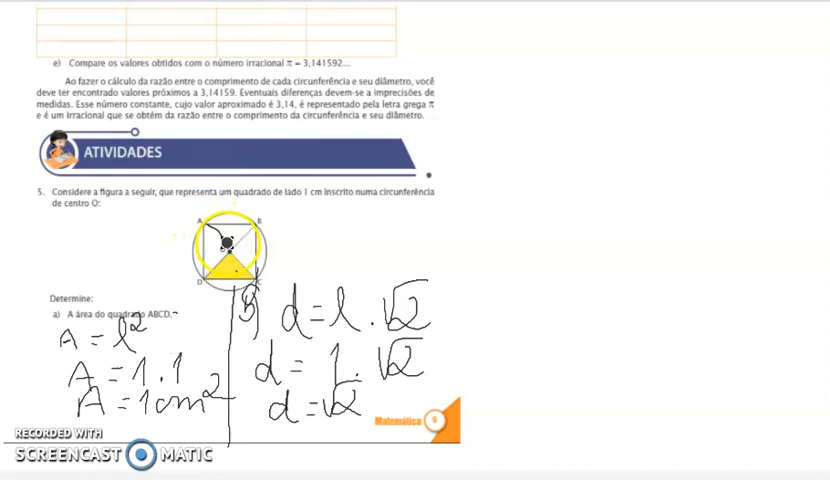 e) Compare os valores obtidos com o número irracional π = 3,141592...
Ao fazer o cálculo da razão entre o comprimento de cada circunferência e seu diâmetro, você
deve ter encontrado valores próximos a 3,14159. Eventuais diferenças devem-se a imprecisões de
medidas. Esse número constante, cujo valor aproximado é 3,14, é representado pela letra grega π
e é um irracional que se obtém da razão entre o comprimento da circunferência e seu diâmetro.
ATIVIDADES
5. Considere a figura a seguir, que representa um quadrado de lado 1 cm inscrito numa circunferência
de centro O:
A B
D C
Determine:
a) A área do quadrado ABCD.
A = l²
A = 1.1
A = 1cm²
b) d = l . √2
d = 1. √2
d = √2
Matemática 9
RECORDED WITH
SCREENCAST MATIC